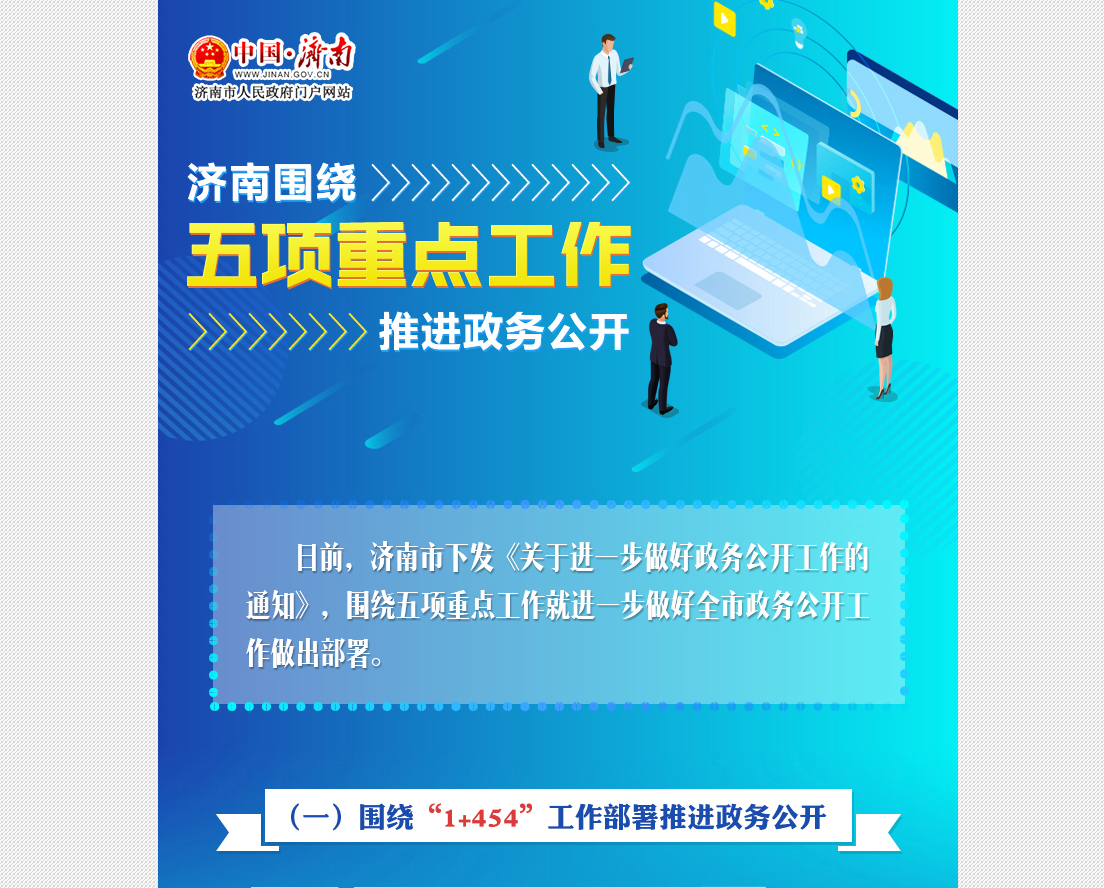 中国·济南
WWW.JINAN.GOV.CN
济南市人民政府门户网站
济南围绕
五项重点工作
推进政务公开
日前，济南市下发《关于进一步做好政务公开工作的
通知》，围绕五项重点工作就进一步做好全市政务公开工
作做出部署。
（一）围绕“1+454”工作部署推进政务公开